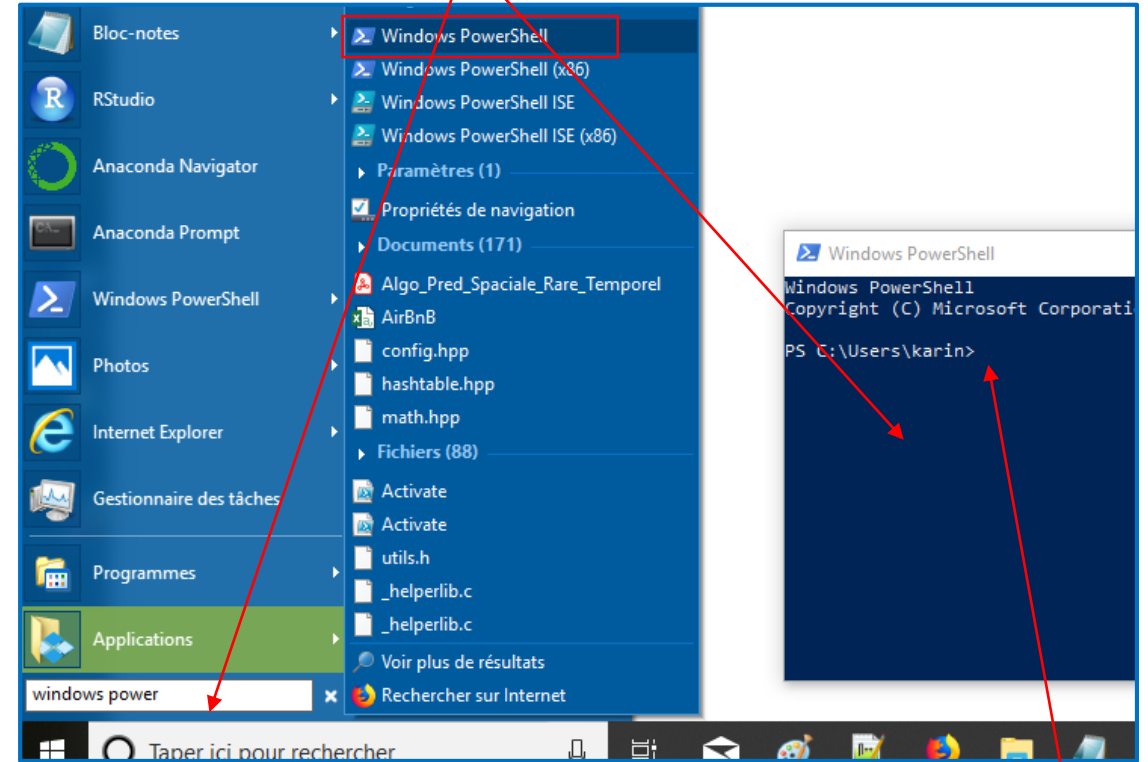 Bloc-notes
RStudio
Anaconda Navigator
Anaconda Prompt
Windows PowerShell
Photos
Internet Explorer
Gestionnaire des tâches
Programmes
Applications
windows power
Windows PowerShell
Windows PowerShell (x86)
Windows PowerShell ISE
Windows PowerShell ISE (x86)
Paramètres (1)
Propriétés de navigation
Documents (171)
Algo_Pred_Spaciale_Rare_Temporel
AirBnB
config.hpp
hashtable.hpp
math.hpp
Fichiers (88)
Activate
Activate
utils.h
_helperlib.c
_helperlib.c
Voir plus de résultats
Rechercher sur Internet
Taper ici pour rechercher
Windows PowerShell
Windows PowerShell
Copyright (C) Microsoft Corporati
PS C:\Users\karin>